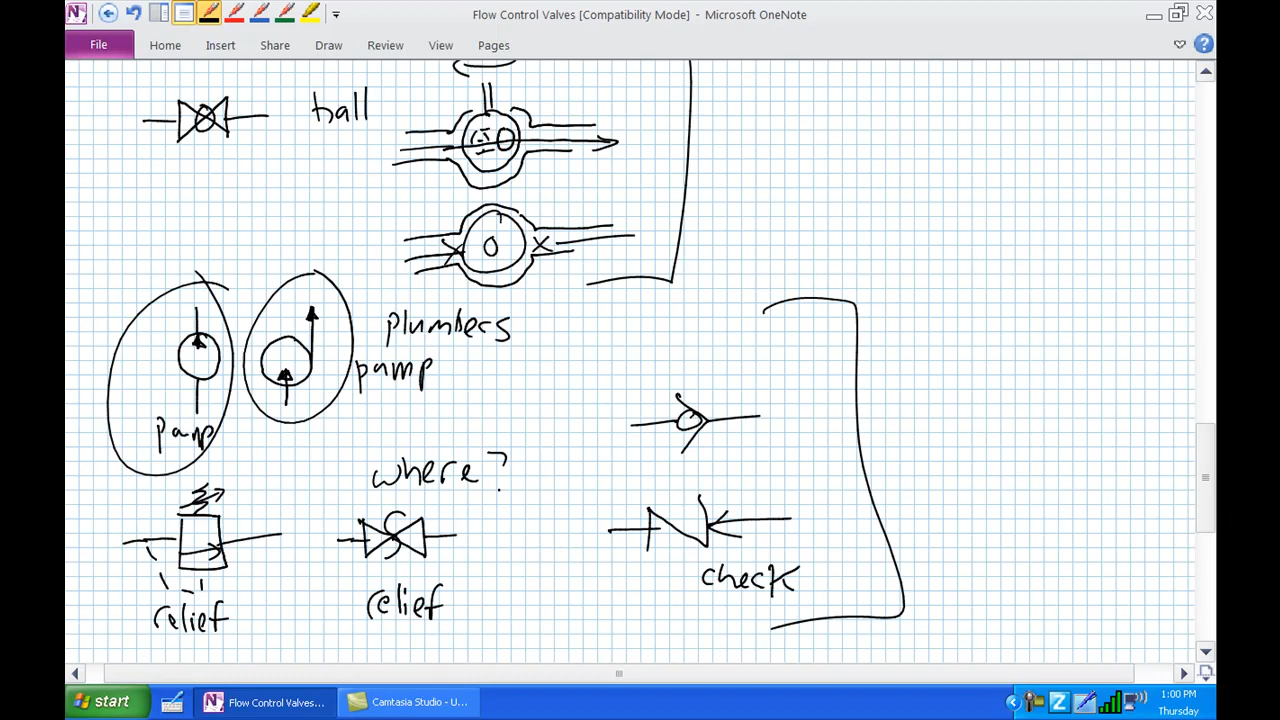 Flow Control Valves [Compatibility Mode] - Microsoft OneNote
File Home Insert Share Draw Review View Pages
ball
plumbers
pump
pump
where?
relief
relief
check
start
Flow Control Valves...
Camtasia Studio - U...
1:00 PM
Thursday